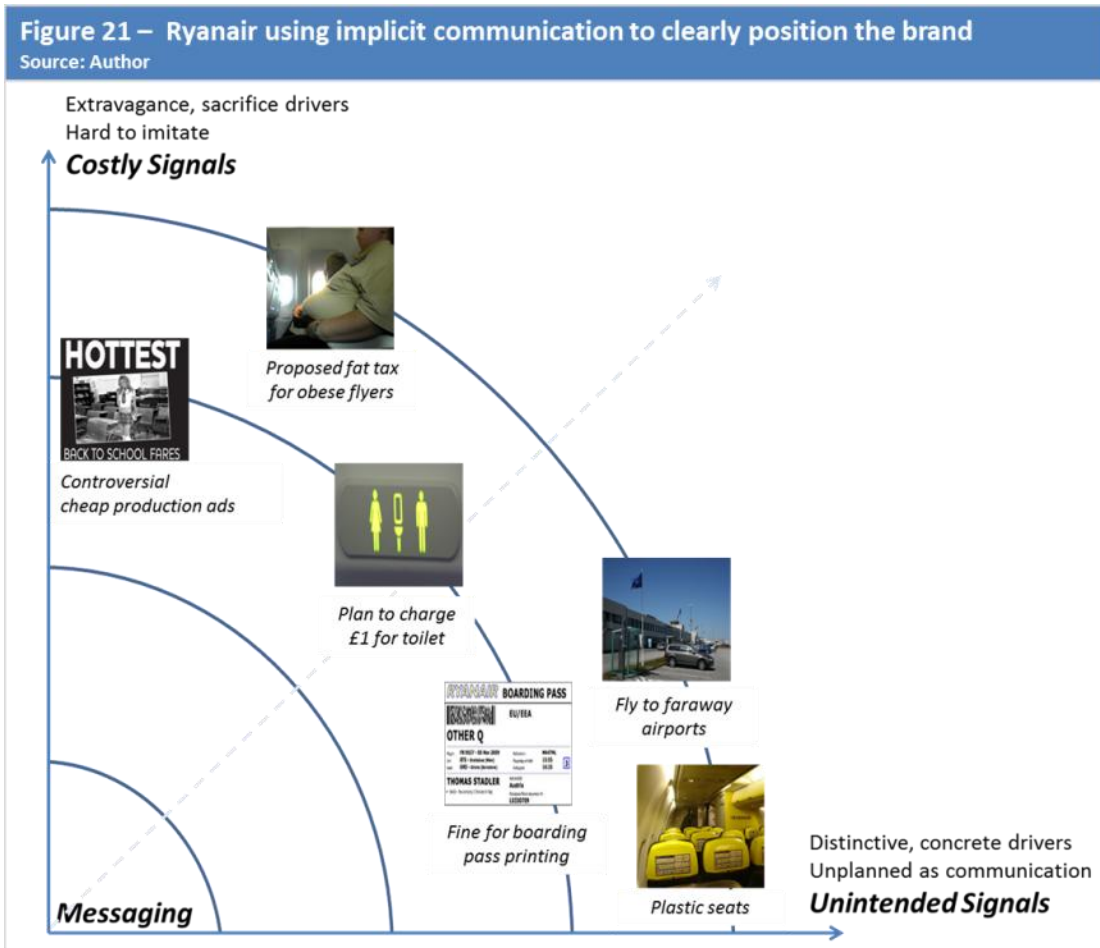 Figure 21 – Ryanair using implicit communication to clearly position the brand
Source: Author
Extravagance, sacrifice drivers
Hard to imitate
Costly Signals
Proposed fat tax
for obese flyers
HOTTEST
BACK TO SCHOOL FARES
Controversial
cheap production ads
Plan to charge
£1 for toilet
Fly to faraway
airports
RYANAIR BOARDING PASS
EU/EEA
OTHER Q
THOMAS STADLER
Austria
Fine for boarding
pass printing
Plastic seats
Distinctive, concrete drivers
Unplanned as communication
Unintended Signals
Messaging